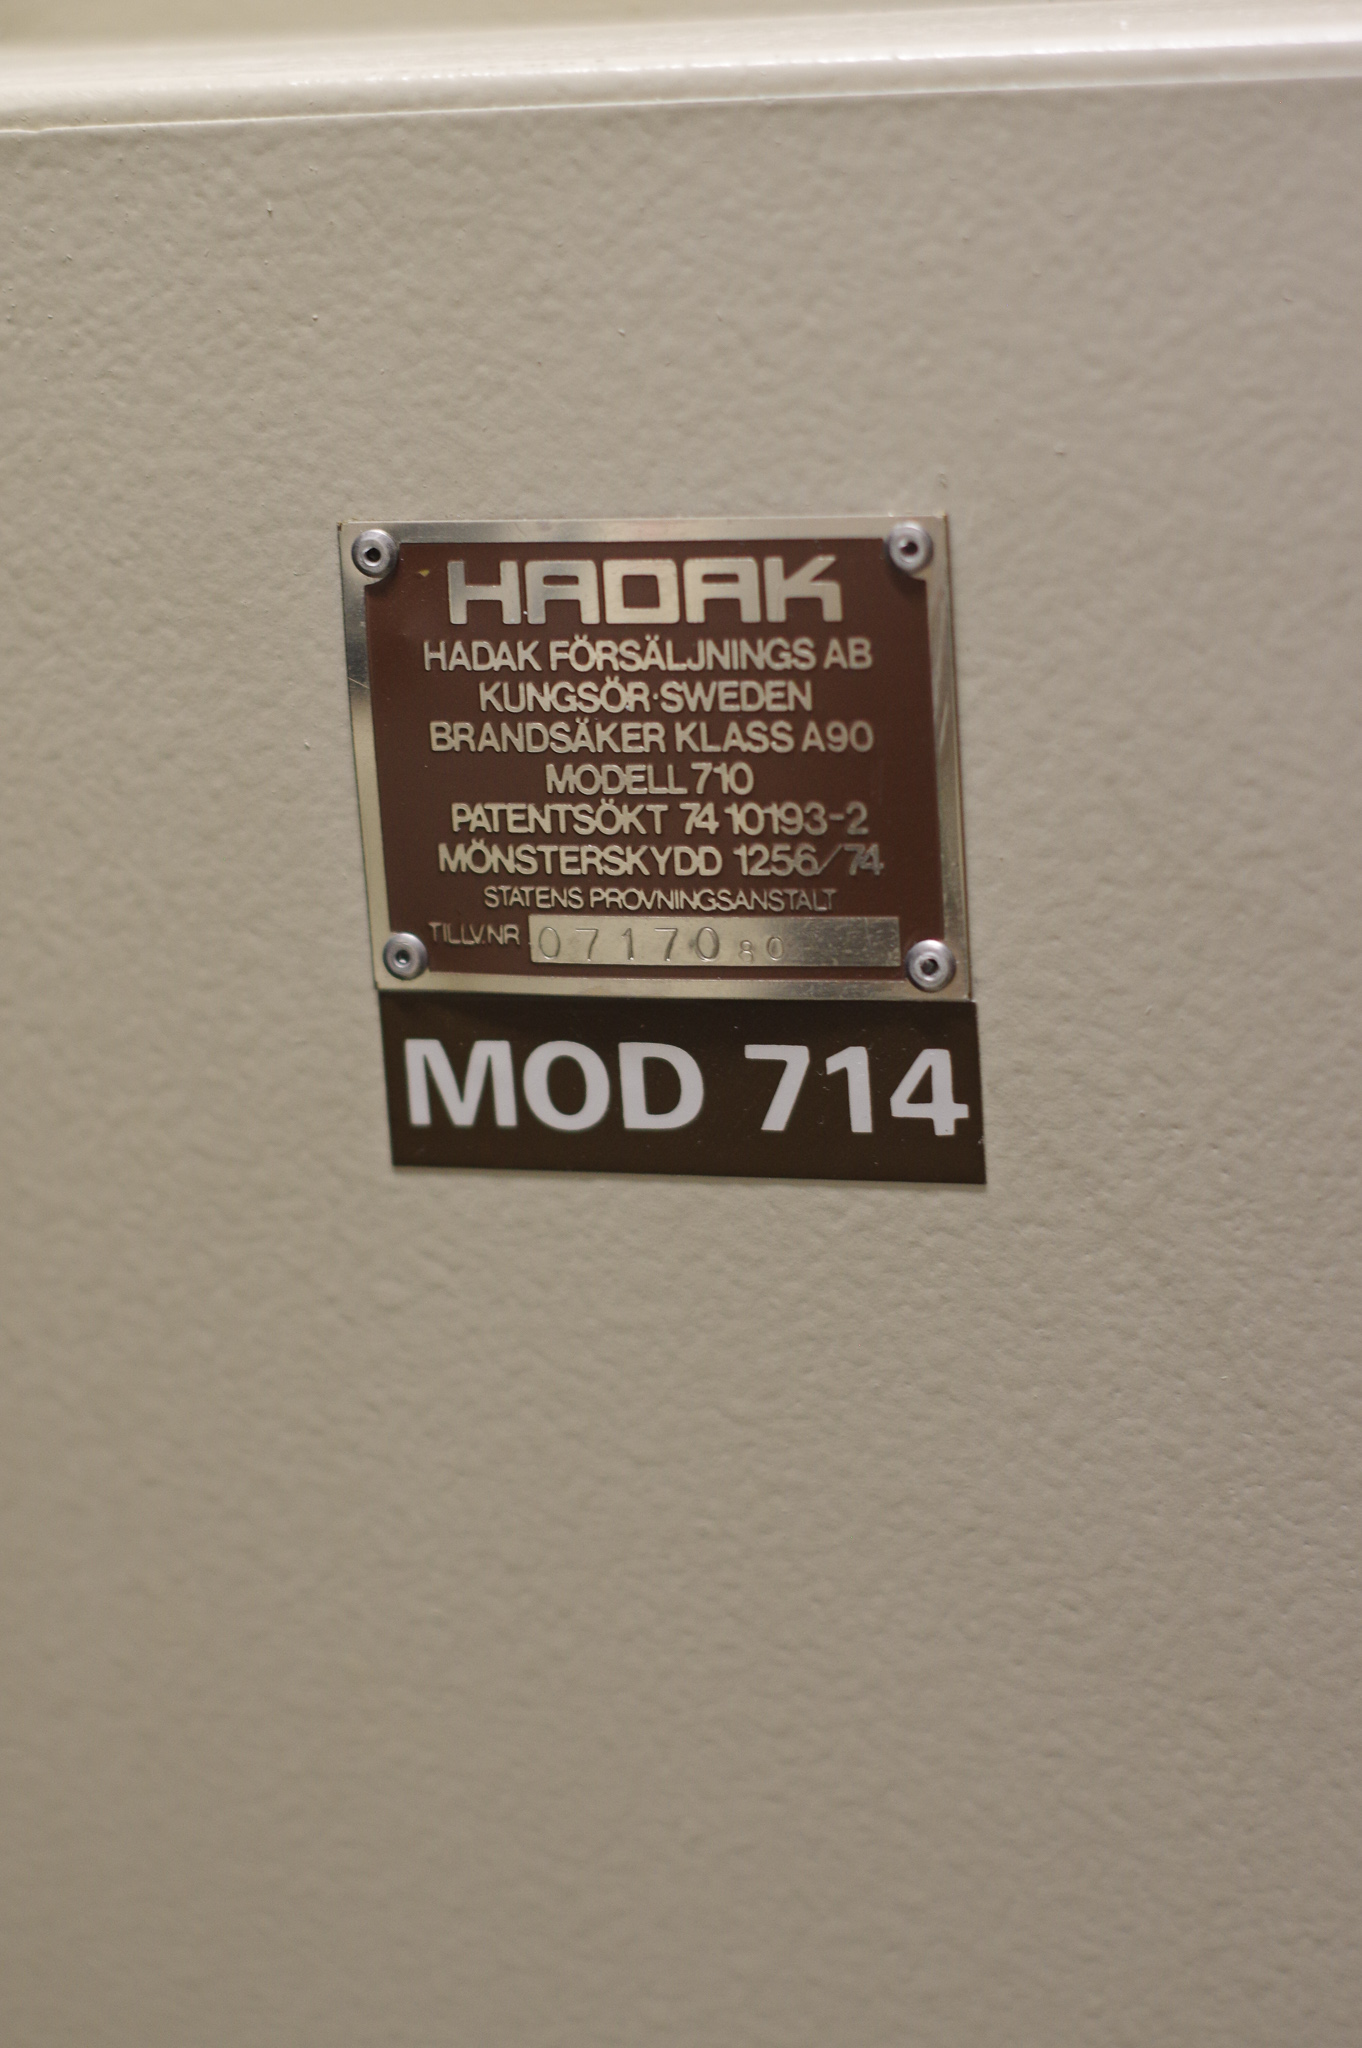 HADAK
HADAK FÖRSÄLJNINGS AB
KUNGSÖR·SWEDEN
BRANDSÄKER KLASS A90
MODELL 710
PATENTSÖKT 74 10193-2
MÖNSTERSKYDD 1256/74
STATENS PROVNINGSANSTALT
TILLV.NR 07170 80
MOD 714